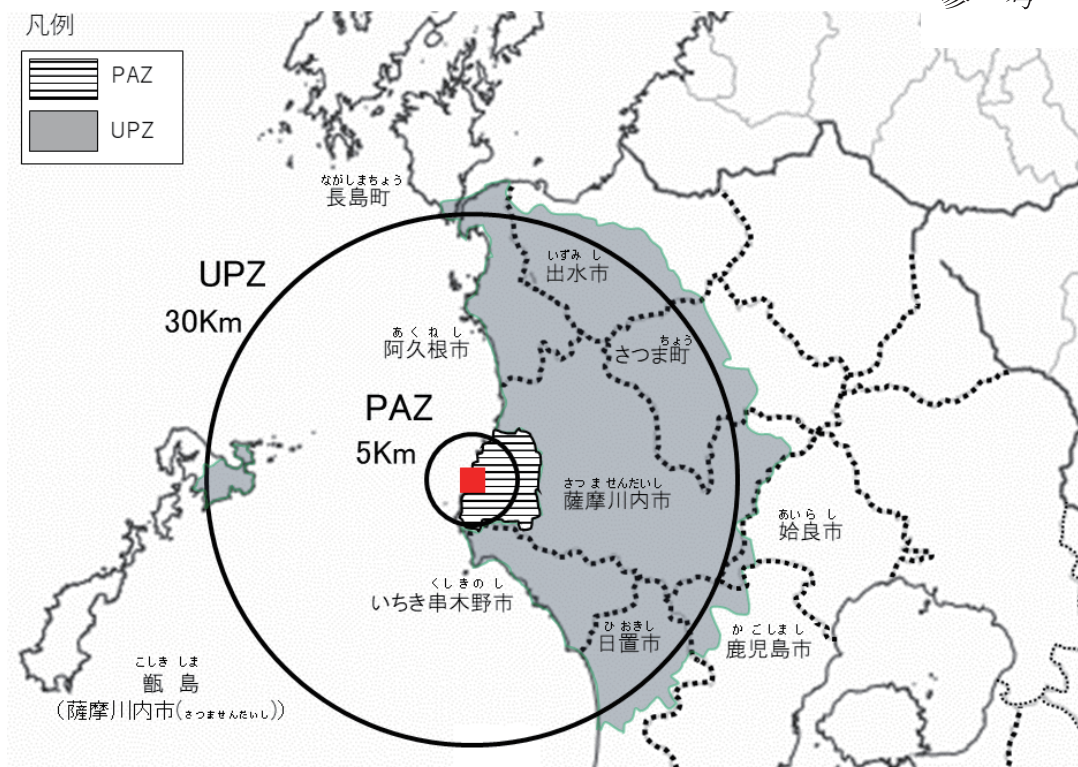 凡例
PAZ
UPZ
ながしまちょう
長島町
いずみ し
出水市
UPZ
30Km
あくねし
阿久根市
ちょう
さつま町
PAZ
5Km
さつ ま せんだいし
薩摩川内市
あいら し
姶良市
くしきの し
いちき串木野市
ひ おきし
日置市
か ごしまし
鹿児島市
こしき しま
甑 島
(薩摩川内市(さつませんだいし))